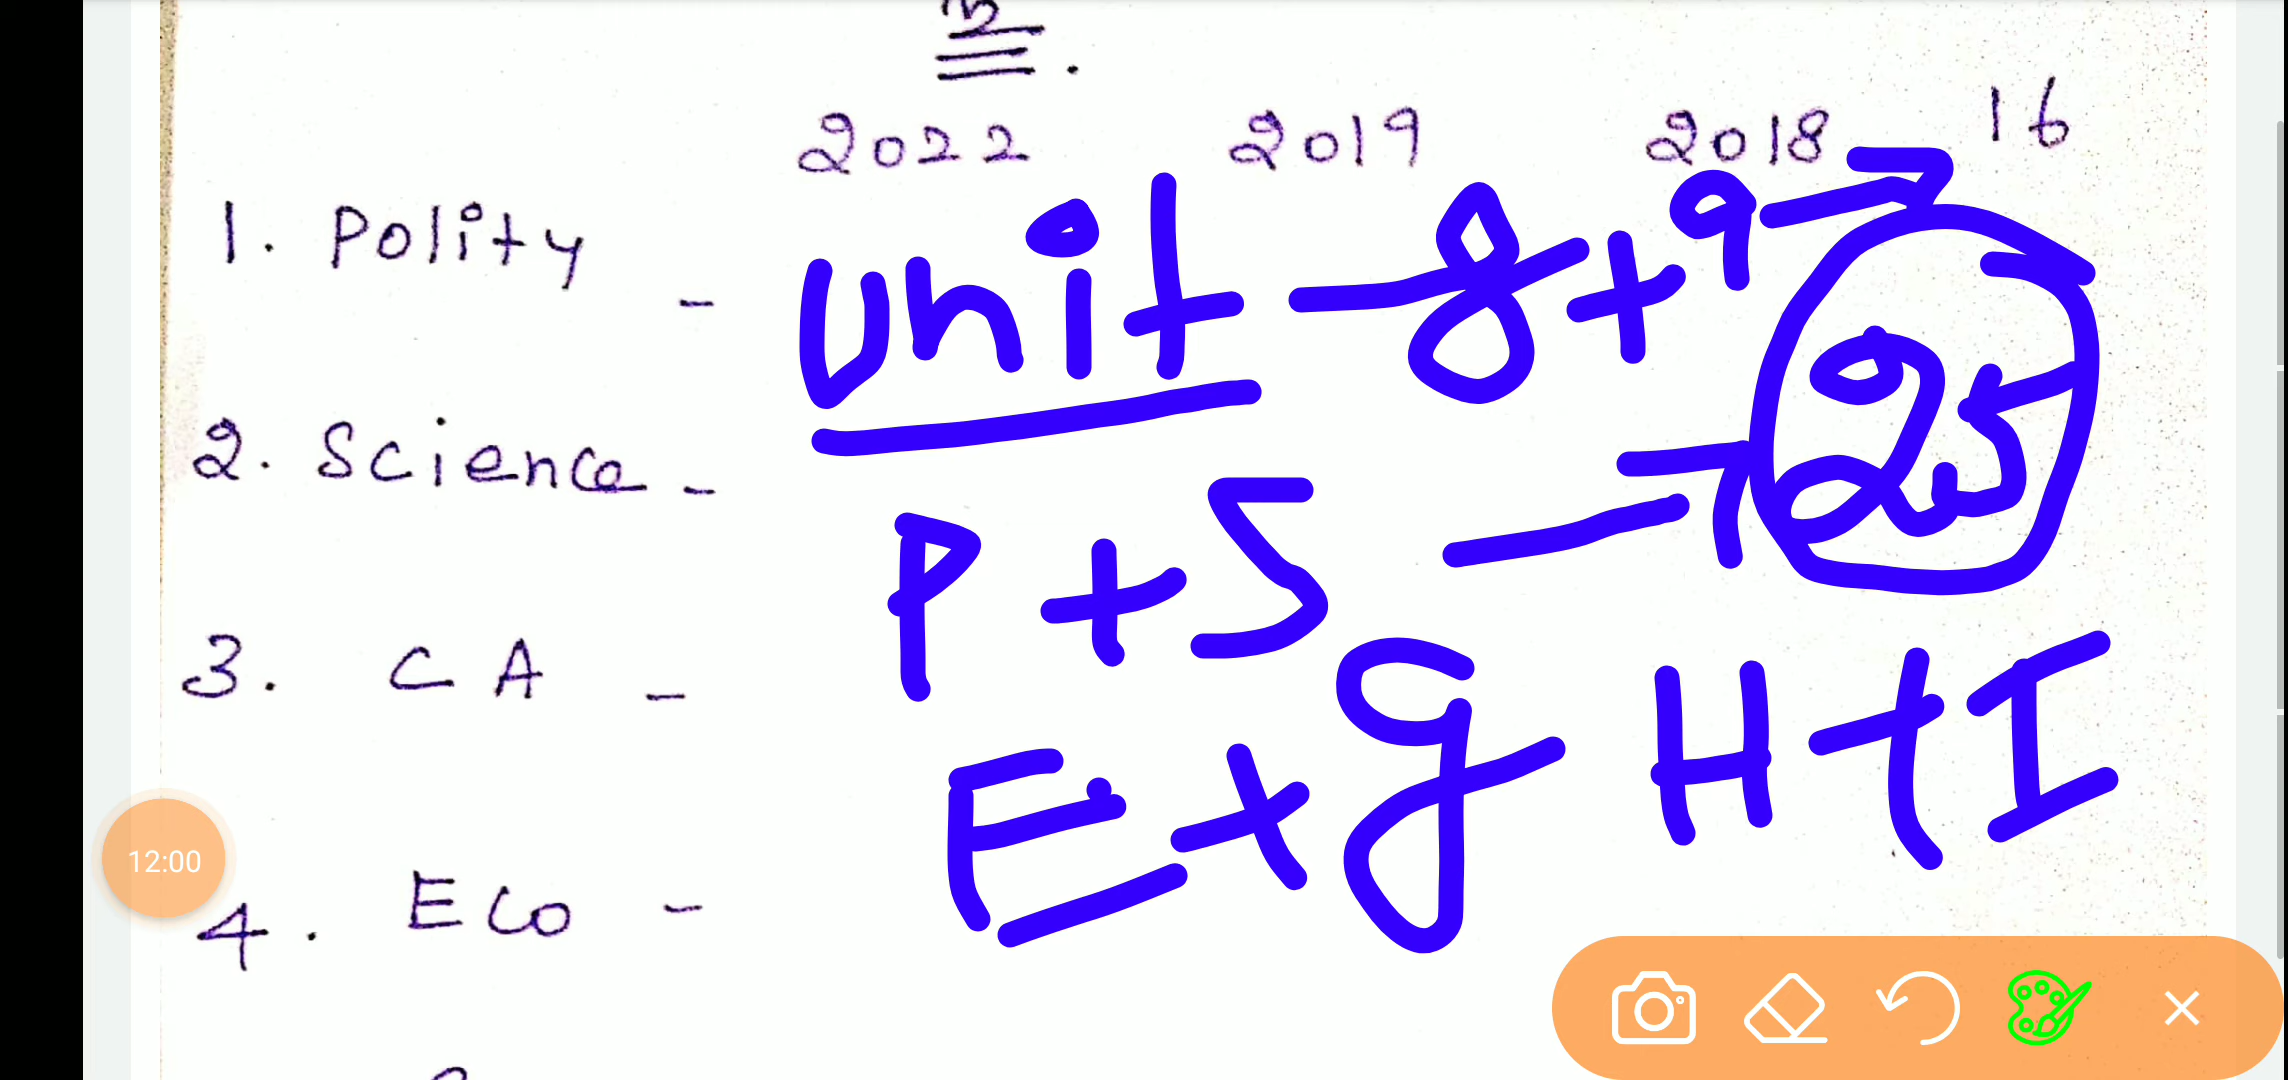 2022 2019 2018 16
1. Polity -
unit - 8 + 9
2. Science -
25
P + S
3. CA -
E + g H + I
12:00
4. Eco -